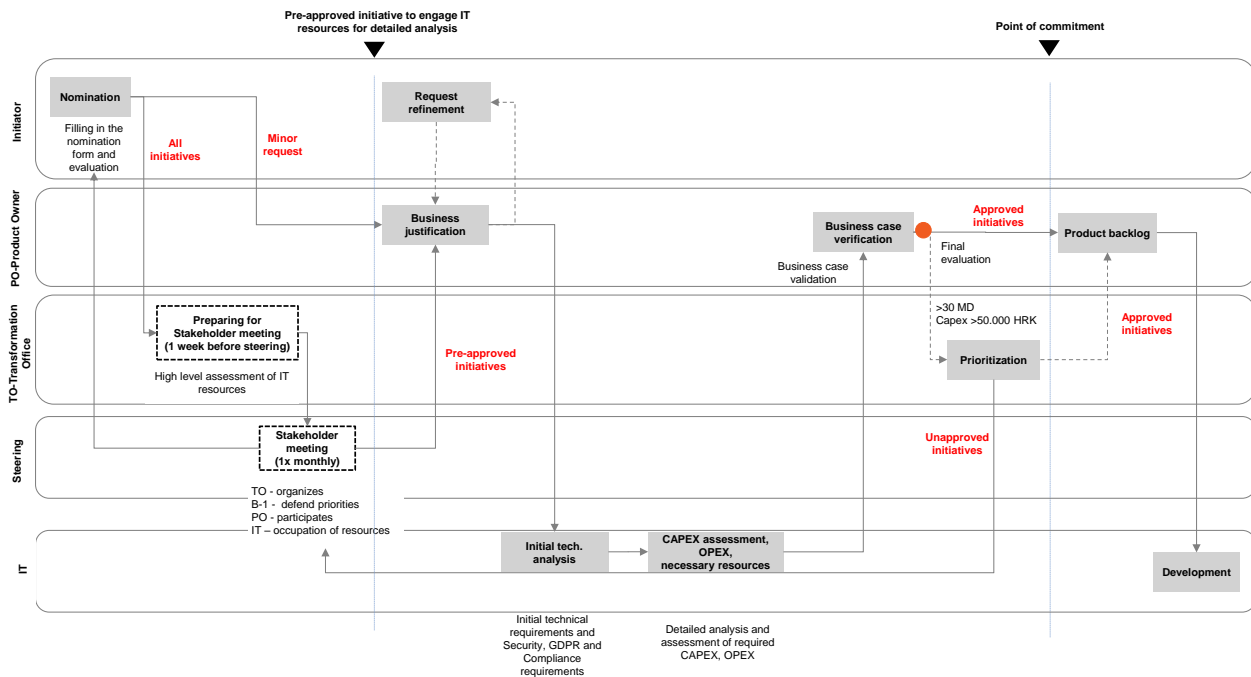 Pre-approved initiative to engage IT
resources for detailed analysis
Point of commitment
Initiator
Nomination
Filling in the
nomination
form and
evaluation
All
initiatives
Minor
request
Request
refinement
PO-Product Owner
Business
justification
Business case
verification
Business case
validation
Final
evaluation
Approved
initiatives
Product backlog
TO-Transformation
Office
Preparing for
Stakeholder meeting
(1 week before steering)
High level assessment of IT
resources
Pre-approved
initiatives
>30 MD
Capex >50.000 HRK
Prioritization
Approved
initiatives
Steering
Stakeholder
meeting
(1x monthly)
Unapproved
initiatives
TO - organizes
B-1 - defend priorities
PO - participates
IT – occupation of resources
IT
Initial tech.
analysis
CAPEX assessment,
OPEX,
necessary resources
Development
Initial technical
requirements and
Security, GDPR and
Compliance
requirements
Detailed analysis and
assessment of required
CAPEX, OPEX